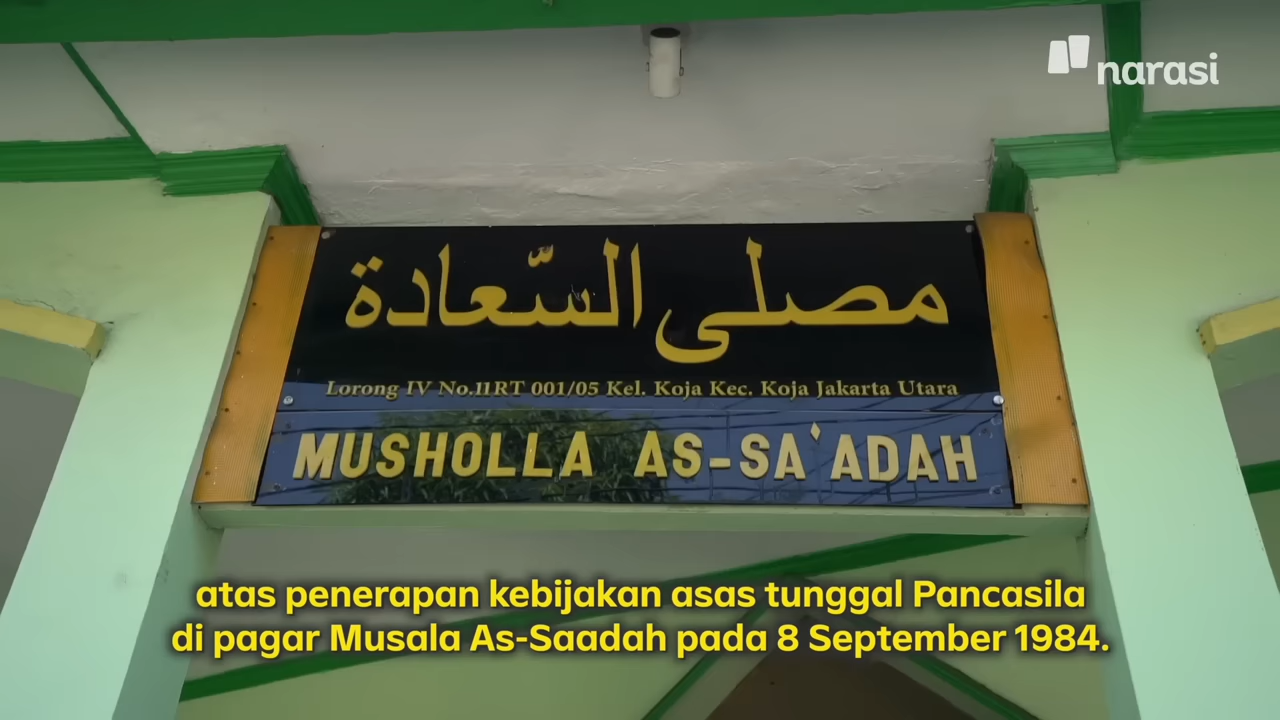 narasi
مصلى السّعادة
Lorong IV No.11RT 001/05 Kel. Koja Kec. Koja Jakarta Utara
MUSHOLLA AS-SA'ADAH
atas penerapan kebijakan asas tunggal Pancasila
di pagar Musala As-Saadah pada 8 September 1984.